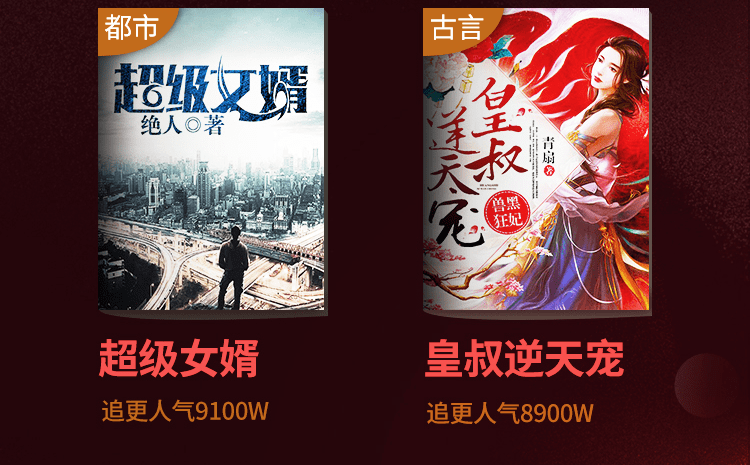 都市
超级女婿
绝人◎著
超级女婿
追更人气9100W
古言
皇叔
逆天宠
青扇
著
兽黑
狂妃
皇叔逆天宠
追更人气8900W